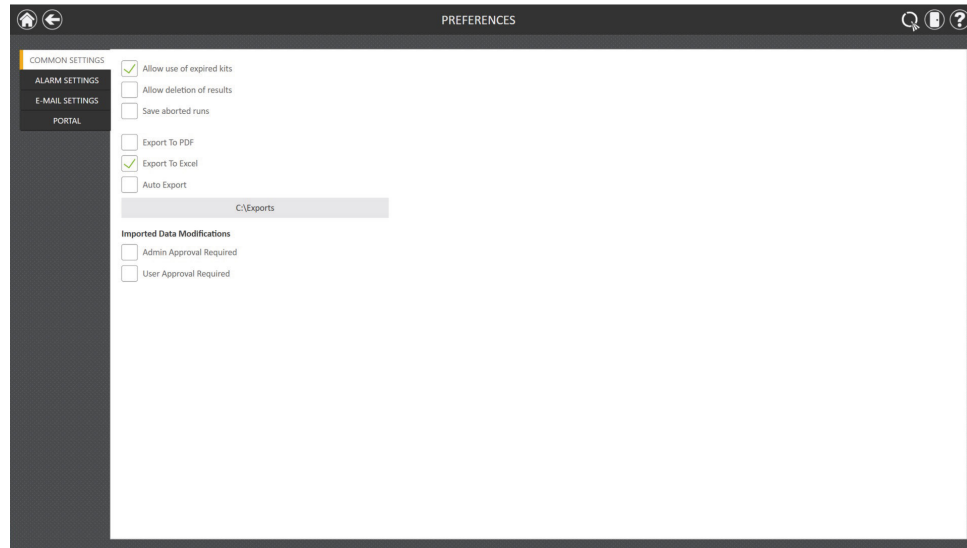 PREFERENCES
COMMON SETTINGS
ALARM SETTINGS
E-MAIL SETTINGS
PORTAL
Allow use of expired kits
Allow deletion of results
Save aborted runs
Export To PDF
Export To Excel
Auto Export
C:\Exports
Imported Data Modifications
Admin Approval Required
User Approval Required